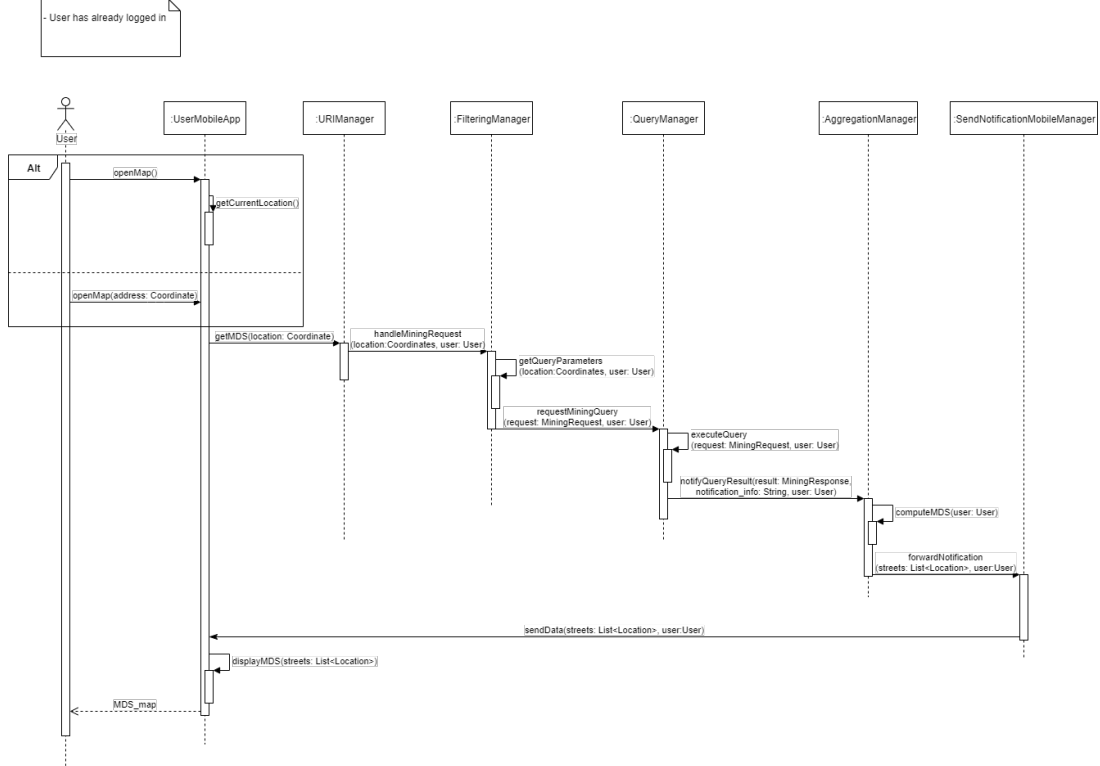 - User has already logged in
User
:UserMobileApp
:URIManager
:FilteringManager
:QueryManager
:AggregationManager
:SendNotificationMobileManager
Alt
openMap()
getCurrentLocation()
openMap(address: Coordinate)
getMDS(location: Coordinate)
handleMiningRequest
(location:Coordinates, user: User)
getQueryParameters
(location:Coordinates, user: User)
requestMiningQuery
(request: MiningRequest, user: User)
executeQuery
(request: MiningRequest, user: User)
notifyQueryResult(result: MiningResponse,
notification_info: String, user: User)
computeMDS(user: User)
forwardNotification
(streets: List<Location>, user:User)
sendData(streets: List<Location>, user:User)
displayMDS(streets: List<Location>)
MDS_map